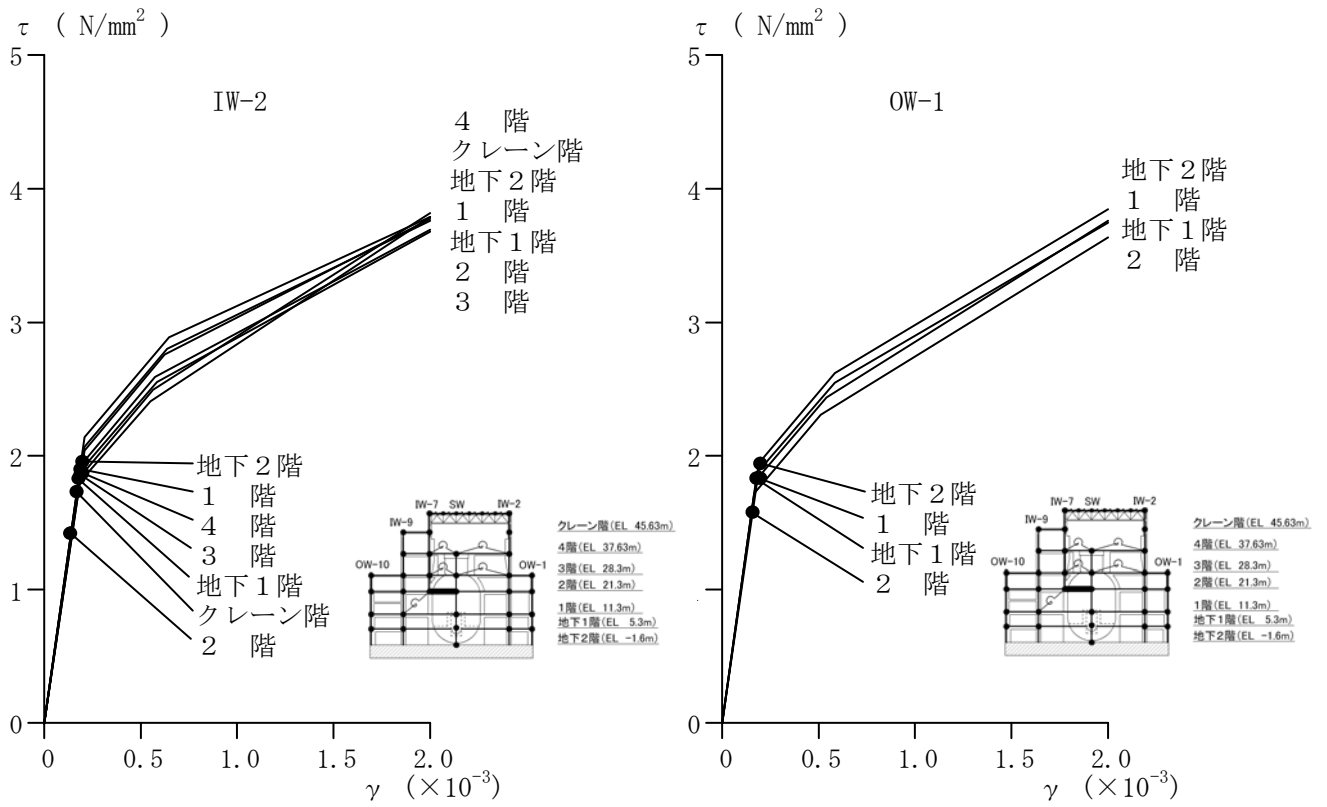 τ ( N/mm² )
5
4
3
2
1
0
IW-2
4 階
クレーン階
地下2階
1 階
地下1階
2 階
3 階
地下2階
1 階
4 階
3 階
地下1階
クレーン階
2 階
IW-7 SW IW-2
IW-9
OW-10 OW-1
クレーン階(EL 45.63m)
4階(EL 37.63m)
3階(EL 28.3m)
2階(EL 21.3m)
1階(EL 11.3m)
地下1階(EL 5.3m)
地下2階(EL -1.6m)
0 0.5 1.0 1.5 2.0
γ (×10⁻³)
τ ( N/mm² )
5
4
3
2
1
0
OW-1
地下2階
1 階
地下1階
2 階
地下2階
1 階
地下1階
2 階
IW-7 SW IW-2
IW-9
OW-10 OW-1
クレーン階(EL 45.63m)
4階(EL 37.63m)
3階(EL 28.3m)
2階(EL 21.3m)
1階(EL 11.3m)
地下1階(EL 5.3m)
地下2階(EL -1.6m)
0 0.5 1.0 1.5 2.0
γ (×10⁻³)